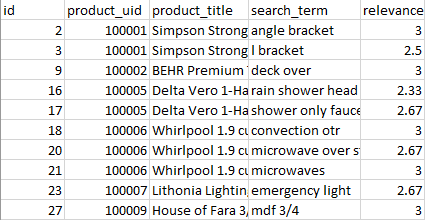 id product_uid product_title search_term relevance
2 100001 Simpson Strong angle bracket 3
3 100001 Simpson Strong l bracket 2.5
9 100002 BEHR Premium deck over 3
16 100005 Delta Vero 1-Ha rain shower head 2.33
17 100005 Delta Vero 1-Ha shower only fauce 2.67
18 100006 Whirlpool 1.9 cu convection otr 3
20 100006 Whirlpool 1.9 cu microwave over st 2.67
21 100006 Whirlpool 1.9 cu microwaves 3
23 100007 Lithonia Lighting emergency light 2.67
27 100009 House of Fara 3/ mdf 3/4 3